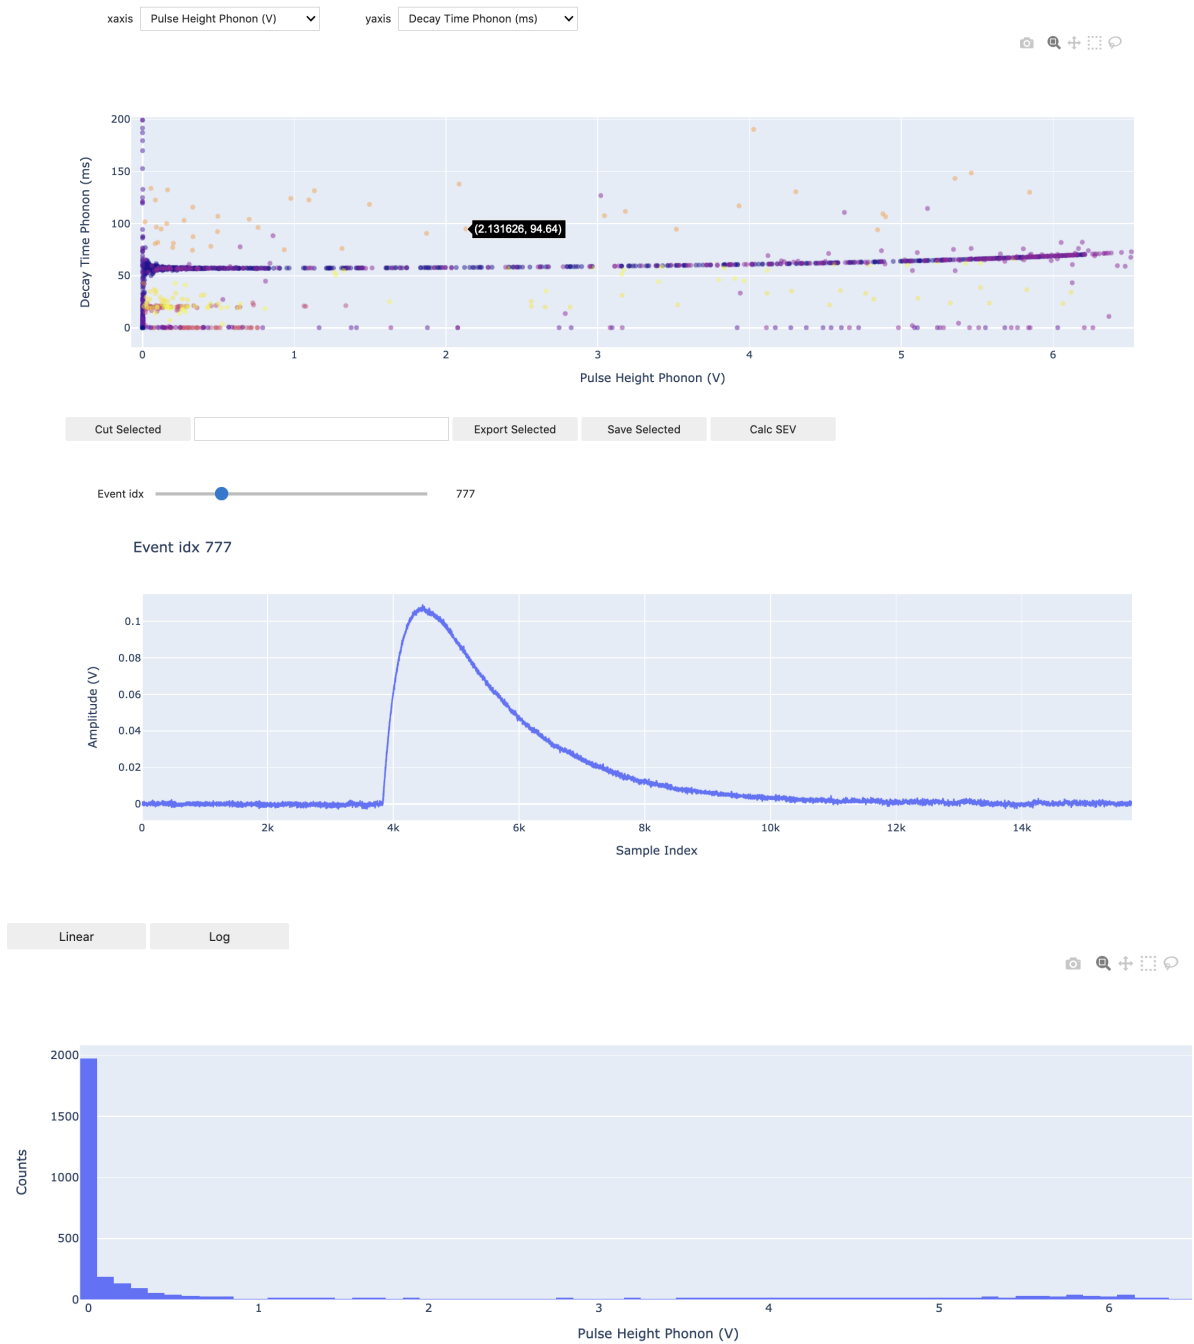 xaxis Pulse Height Phonon (V) yaxis Decay Time Phonon (ms)
200
150
100
50
0
Decay Time Phonon (ms)
(2.131626, 94.64)
0 1 2 3 4 5 6
Pulse Height Phonon (V)
Cut Selected Export Selected Save Selected Calc SEV
Event idx 777
Event idx 777
0.1
0.08
0.06
0.04
0.02
0
Amplitude (V)
0 2k 4k 6k 8k 10k 12k 14k
Sample Index
Linear Log
2000
1500
1000
500
0
Counts
0 1 2 3 4 5 6
Pulse Height Phonon (V)